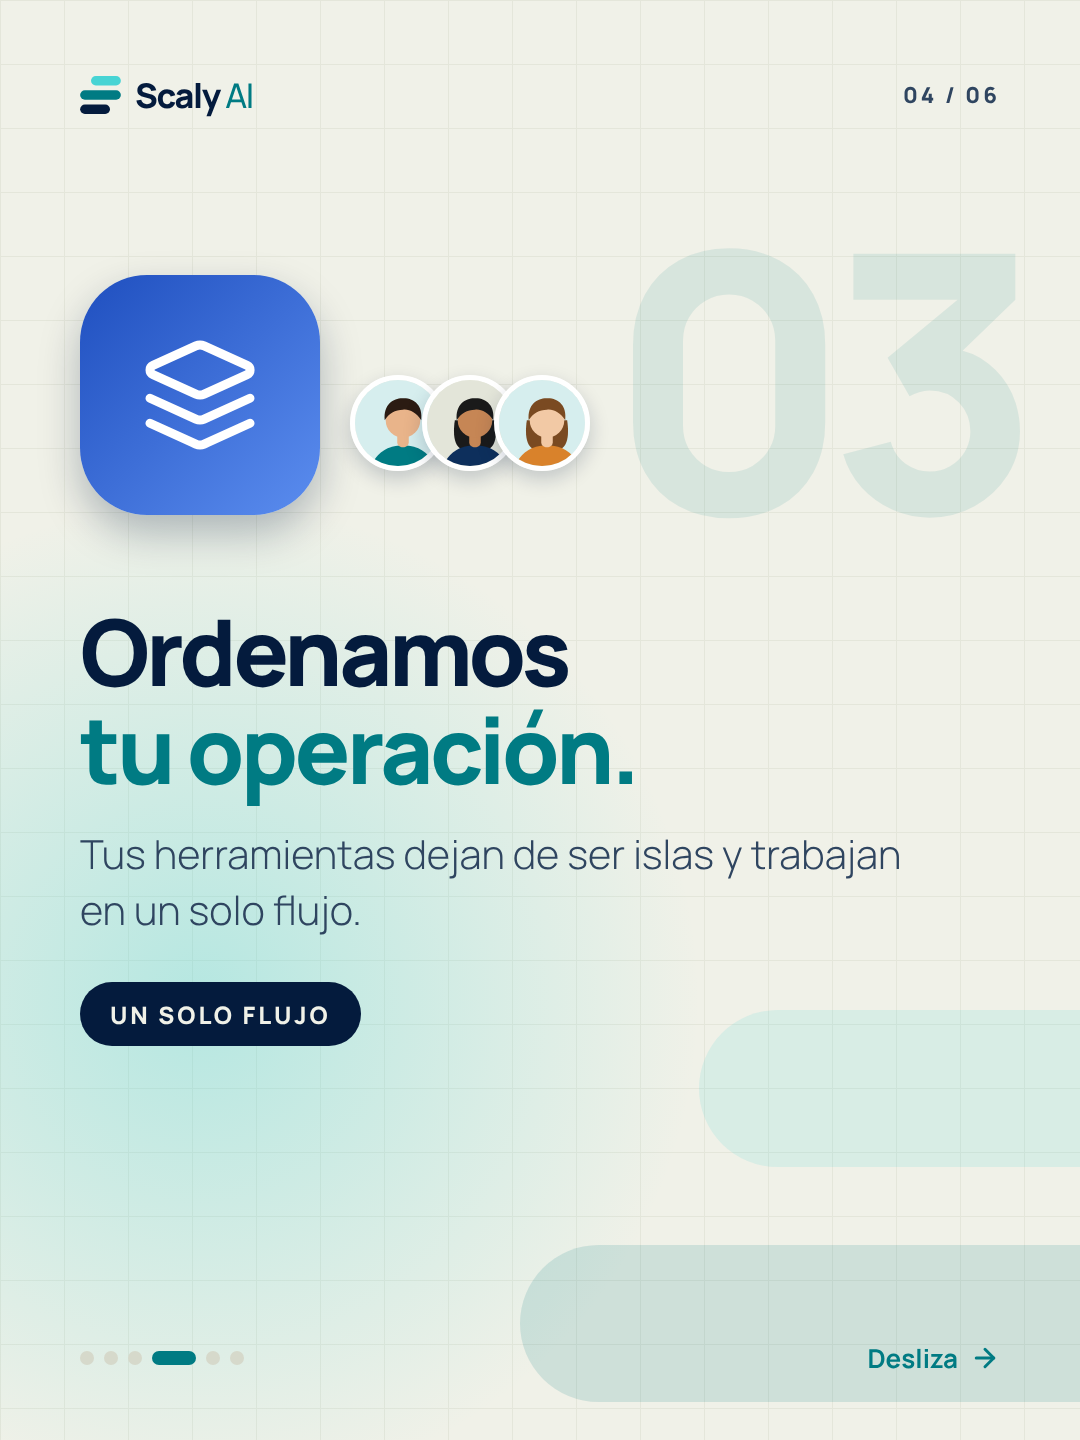 Scaly AI
04 / 06
03
Ordenamos
tu operación.
Tus herramientas dejan de ser islas y trabajan
en un solo flujo.
UN SOLO FLUJO
Desliza →